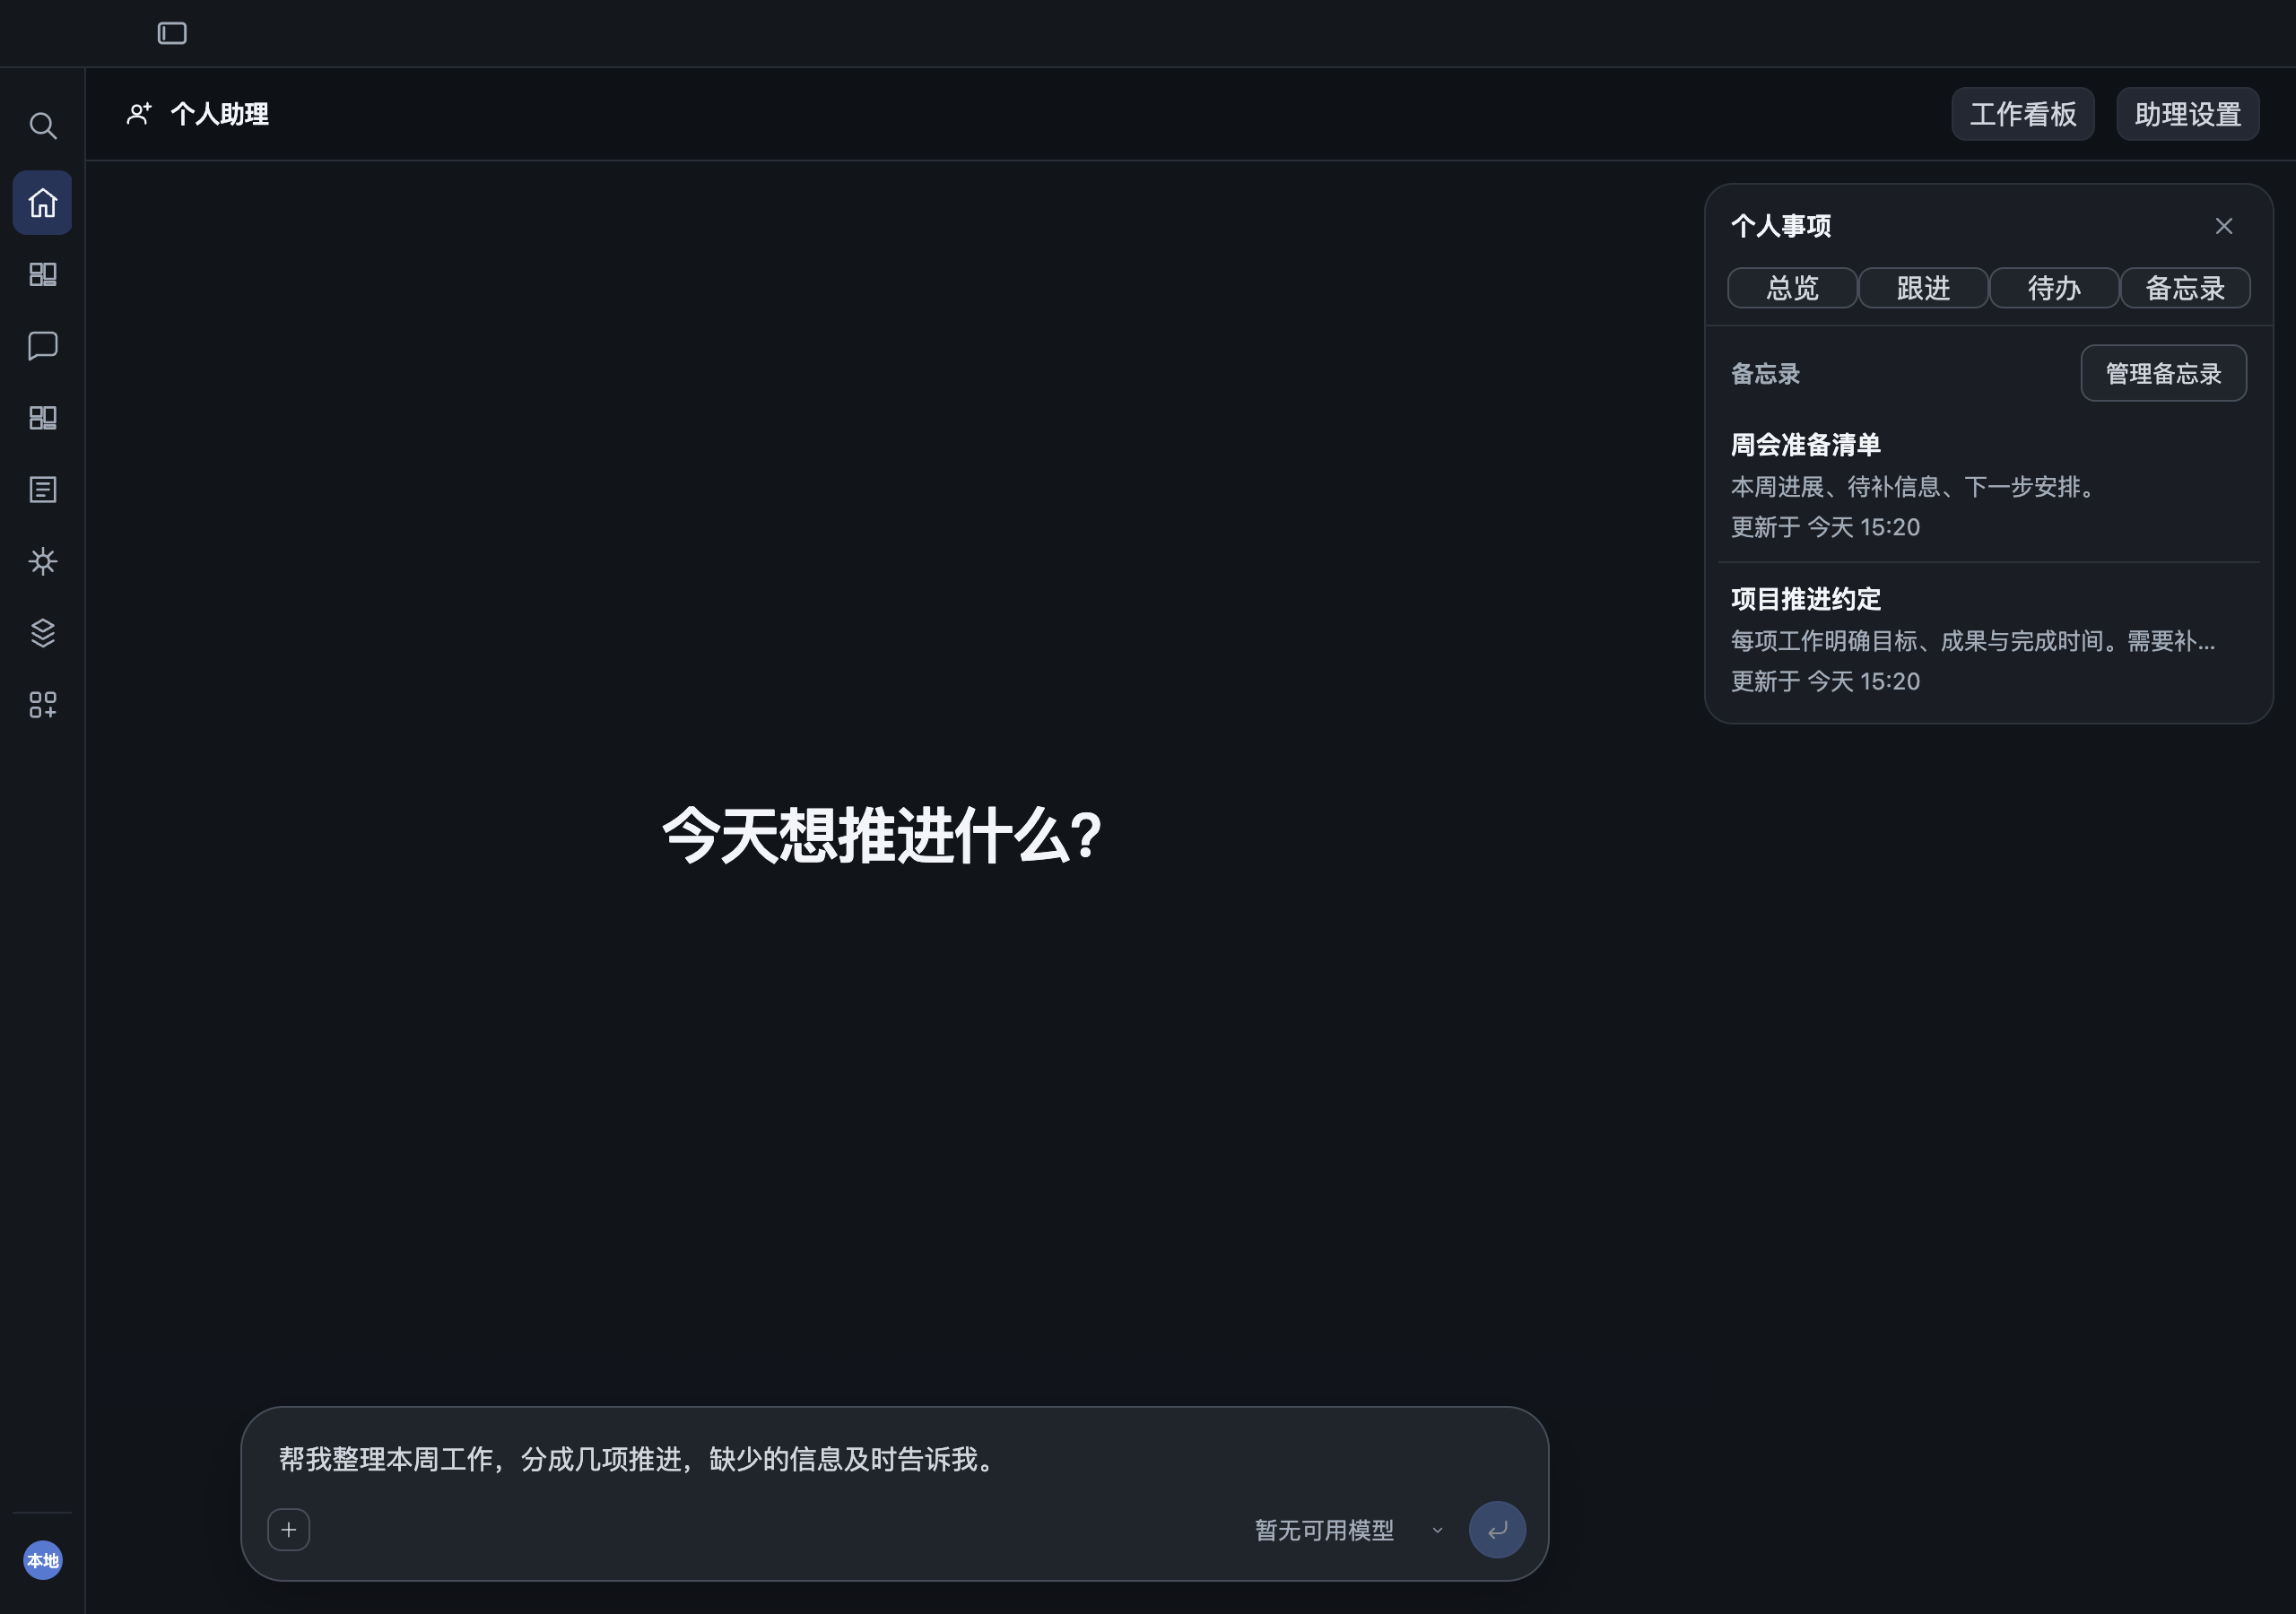 个人助理
工作看板
助理设置
个人事项
总览
跟进
待办
备忘录
备忘录
管理备忘录
周会准备清单
本周进展、待补信息、下一步安排。
更新于 今天 15:20
项目推进约定
每项工作明确目标、成果与完成时间。需要补...
更新于 今天 15:20
今天想推进什么?
帮我整理本周工作，分成几项推进，缺少的信息及时告诉我。
暂无可用模型
本地